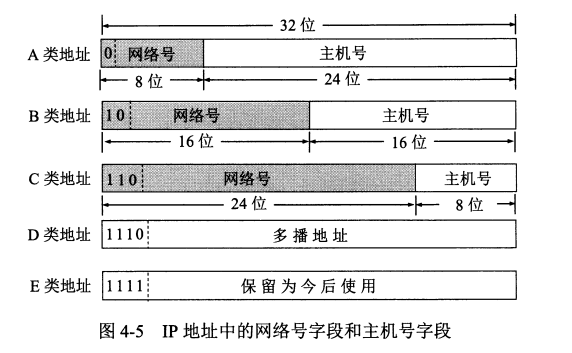 32 位
A 类地址 0 网络号 主机号
8 位 24 位
B 类地址 10 网络号 主机号
16 位 16 位
C 类地址 110 网络号 主机号
24 位 8 位
D 类地址 1110 多播地址
E 类地址 1111 保留为今后使用
图 4-5 IP 地址中的网络号字段和主机号字段